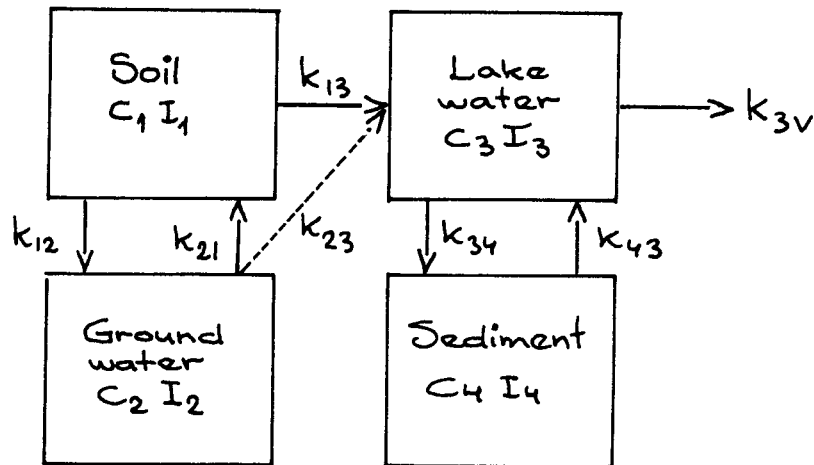 Soil
C₁ I₁
k₁₃
Lake
water
C₃ I₃
k₃ᵥ
k₁₂
k₂₁
k₂₃
k₃₄
k₄₃
Ground
water
C₂ I₂
Sediment
C₄ I₄